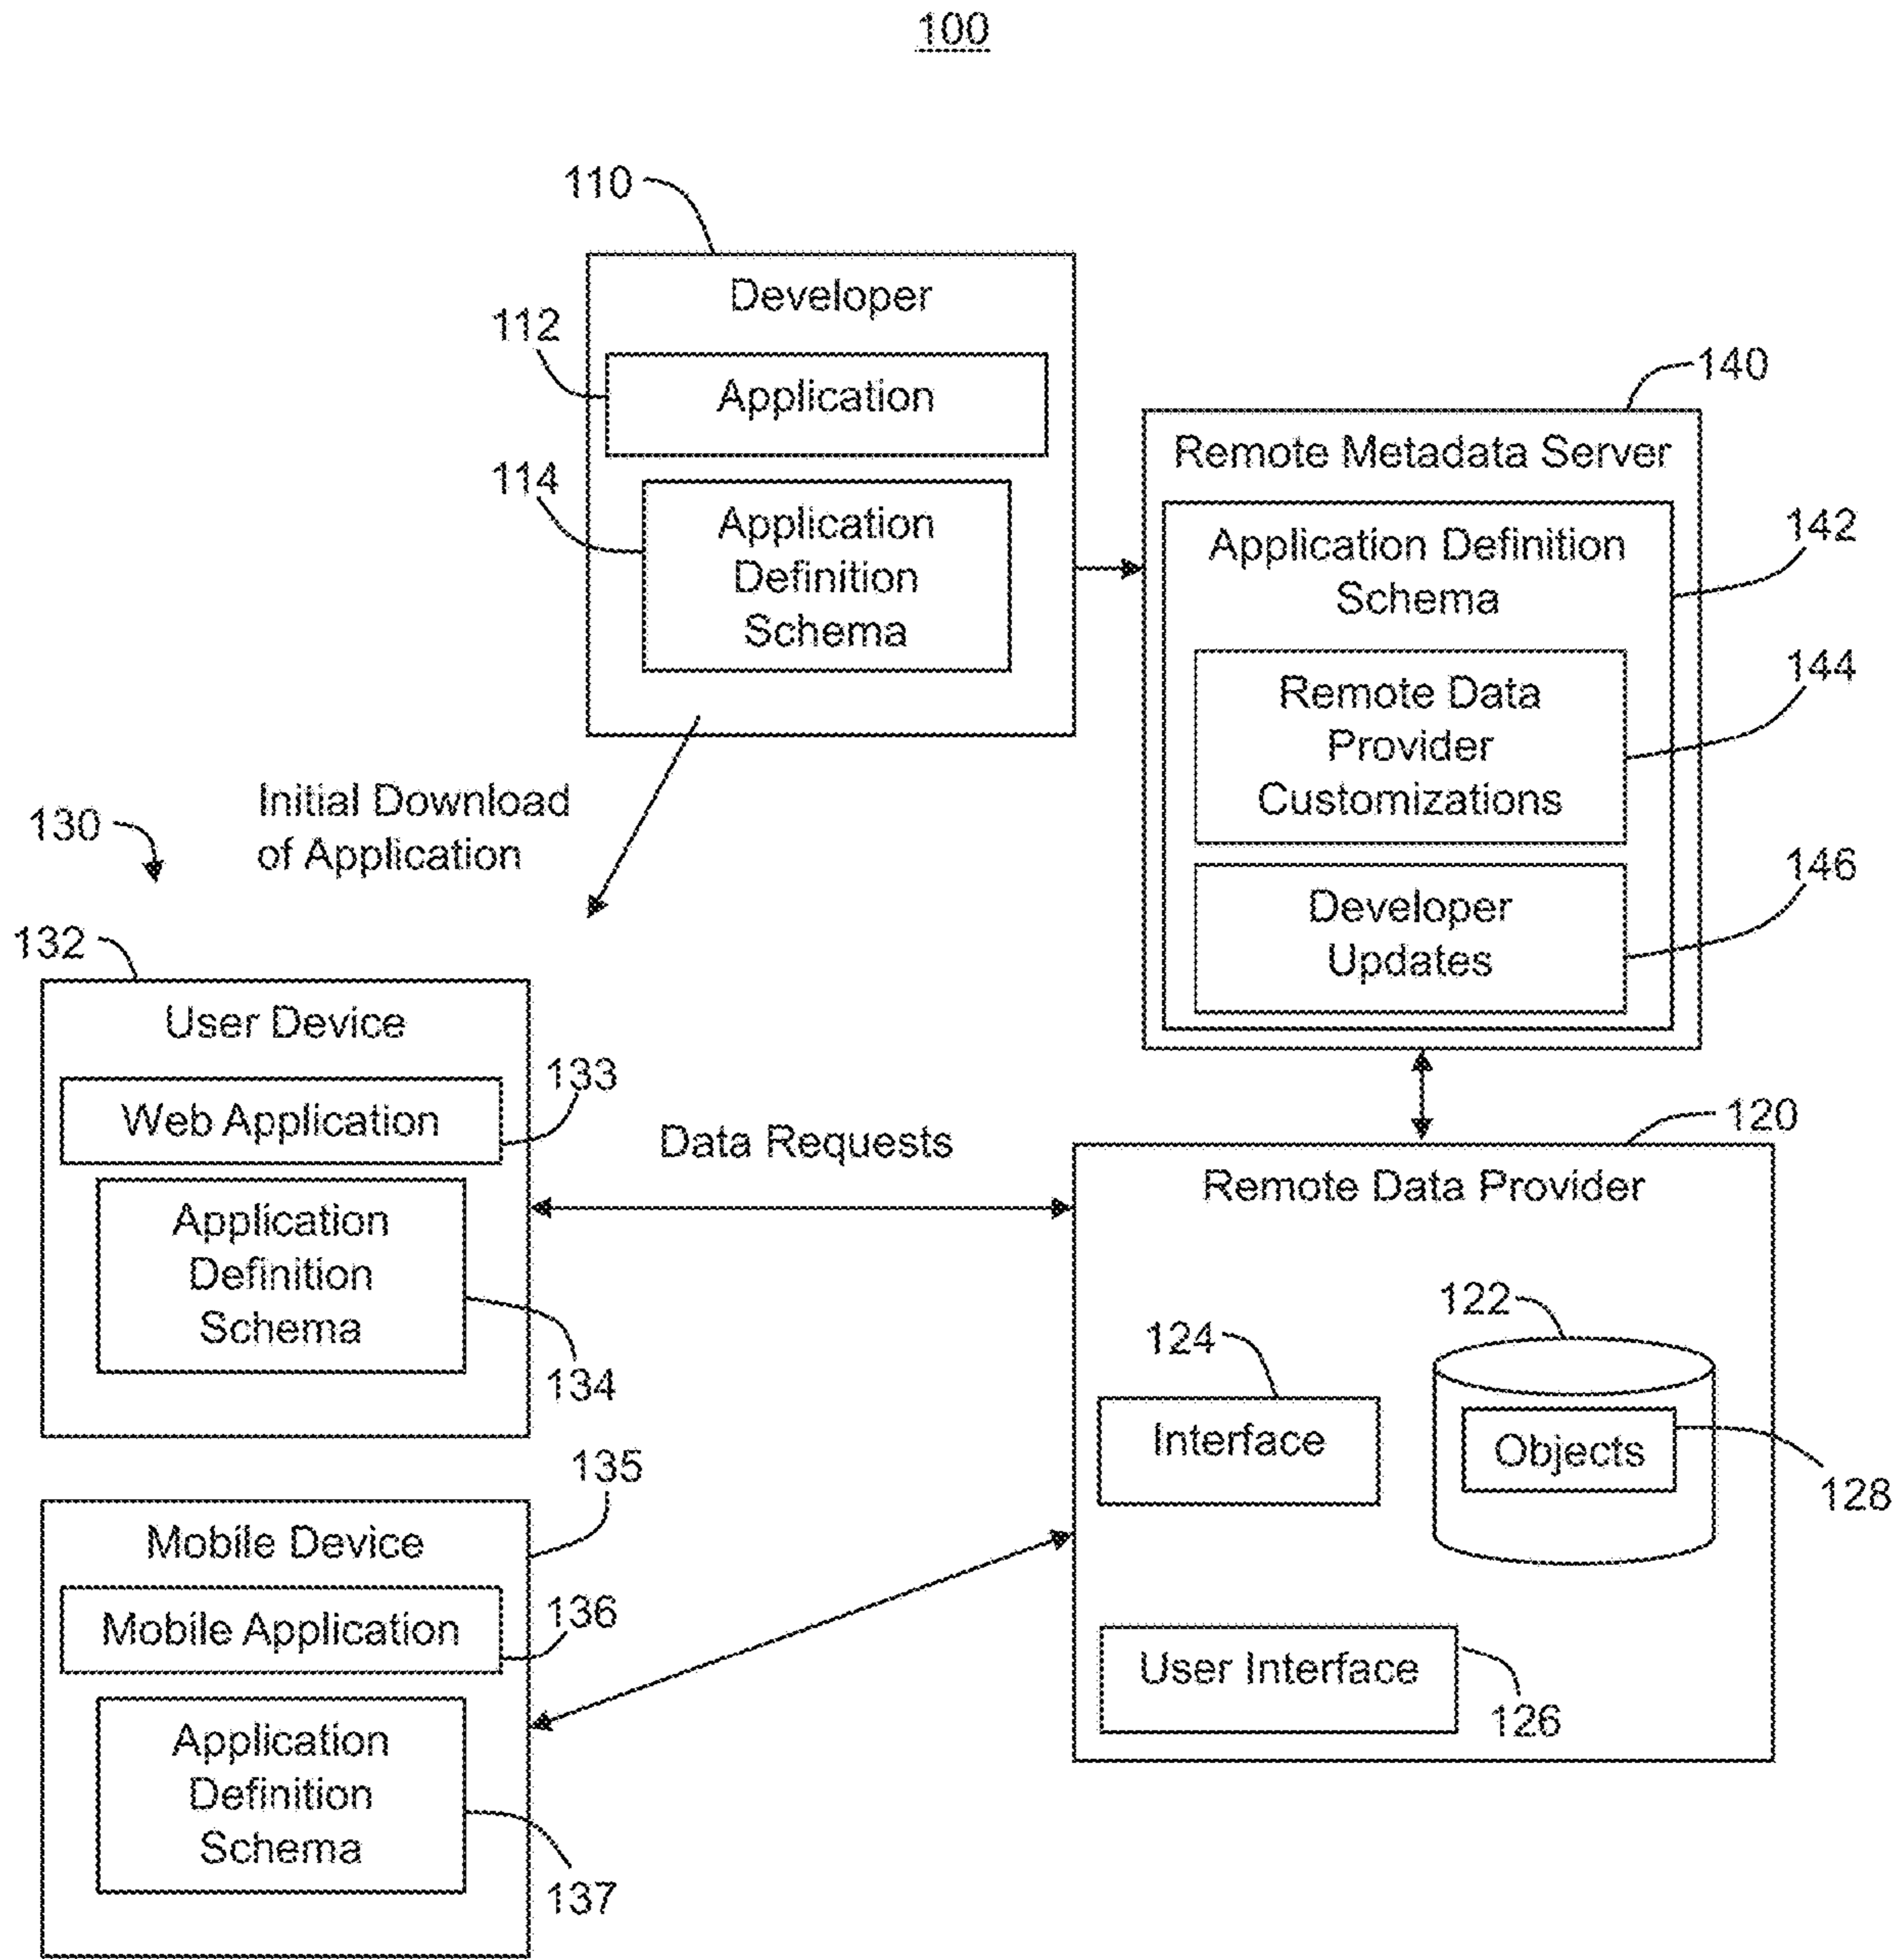 100
110
Developer
112
Application
114
Application
Definition
Schema
140
Remote Metadata Server
Application Definition
Schema
142
Remote Data
Provider
Customizations
144
Developer
Updates
146
Initial Download
of Application
130
132
User Device
Web Application
133
Application
Definition
Schema
134
Data Requests
120
Remote Data Provider
122
124
Interface
Objects
128
User Interface
126
135
Mobile Device
Mobile Application
136
Application
Definition
Schema
137